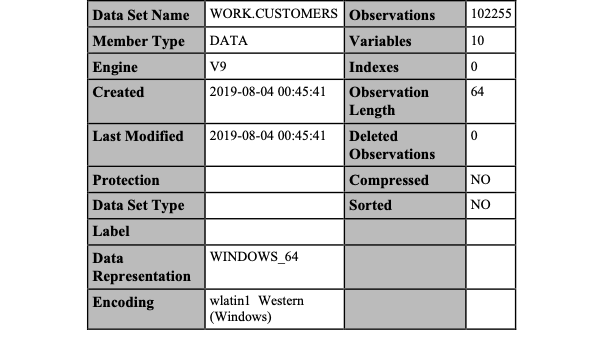 Data Set Name WORK.CUSTOMERS Observations 102255
Member Type DATA Variables 10
Engine V9 Indexes 0
Created 2019-08-04 00:45:41 Observation 64
Length
Last Modified 2019-08-04 00:45:41 Deleted 0
Observations
Protection Compressed NO
Data Set Type Sorted NO
Label
Data WINDOWS_64
Representation
Encoding wlatin1 Western
(Windows)